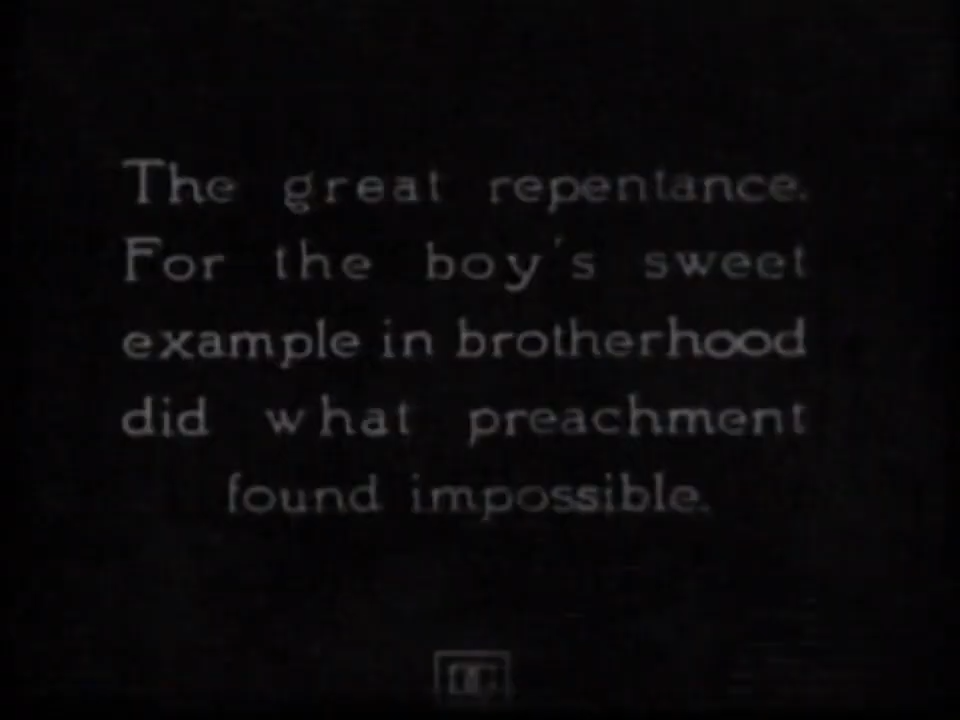 The great repentance.
For the boy's sweet
example in brotherhood
did what preachment
found impossible.